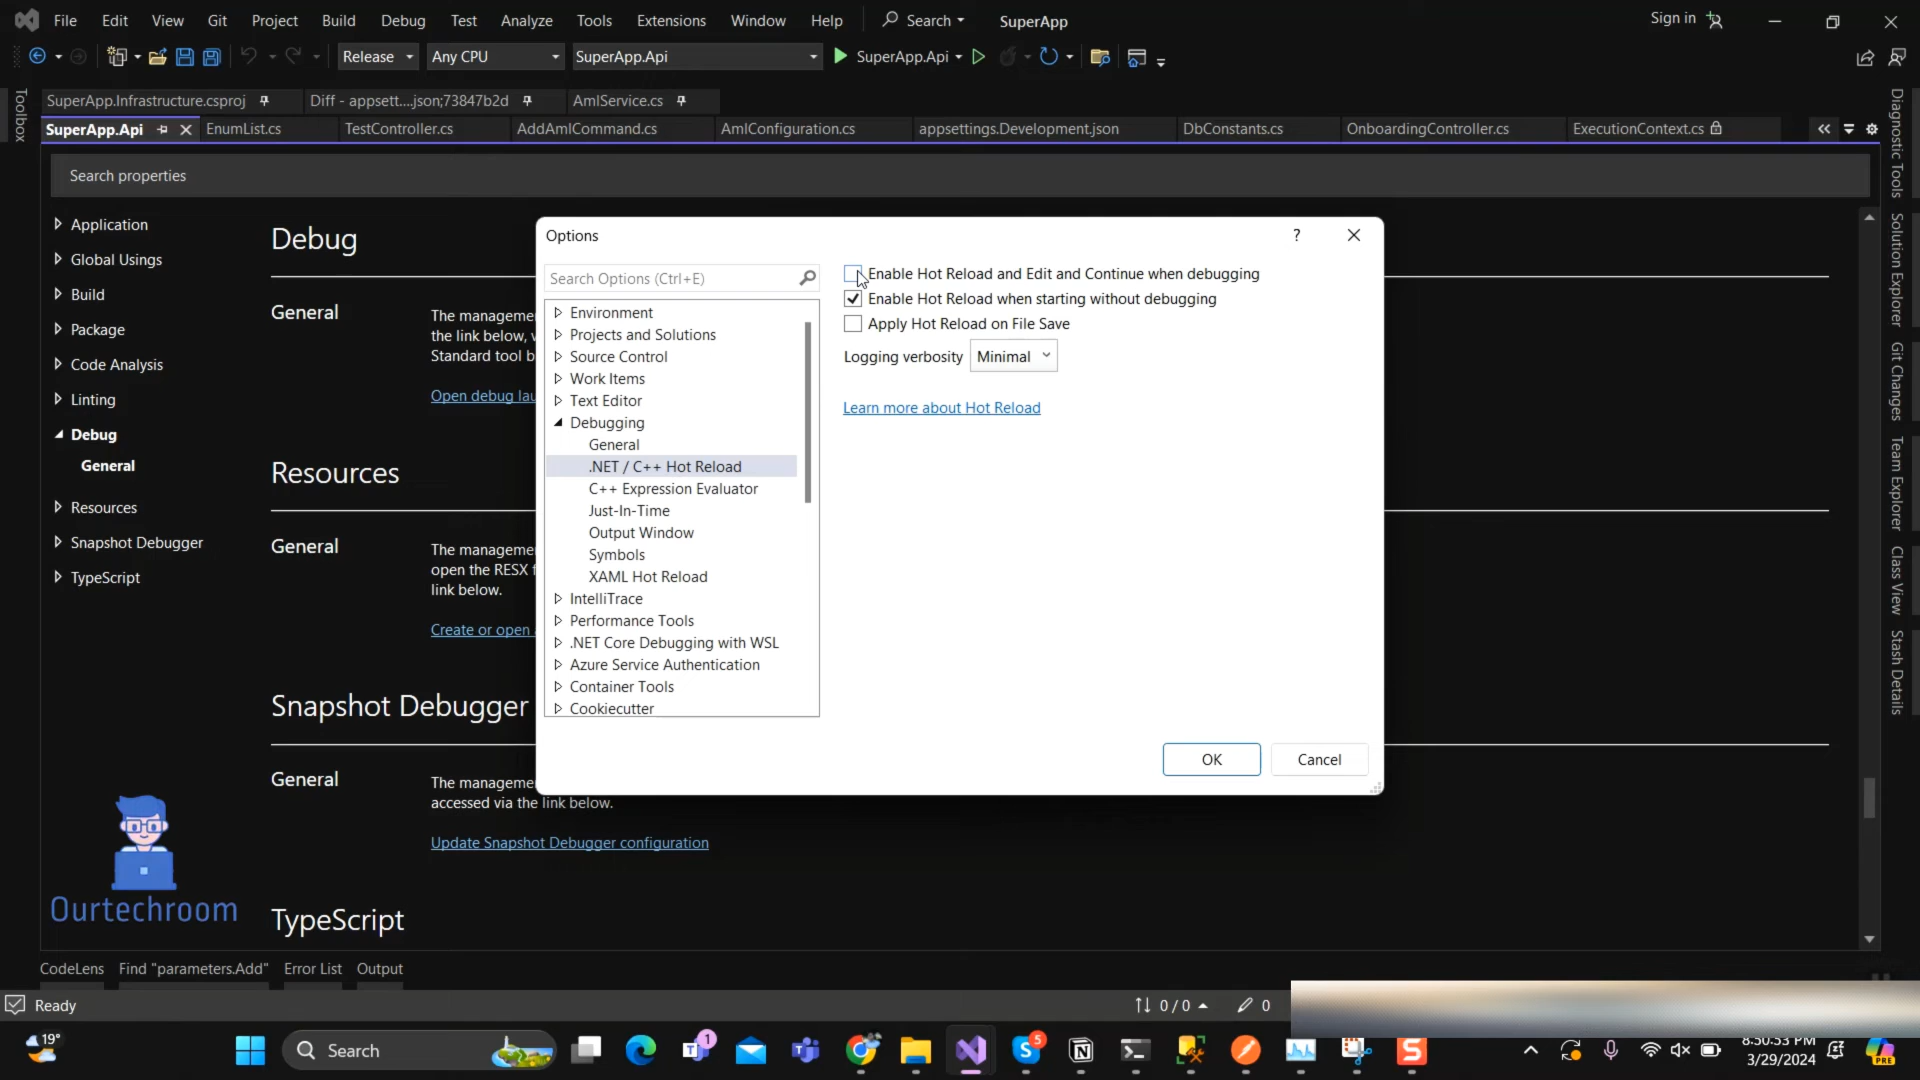 File Edit View Git Project Build Debug Test Analyze Tools Extensions Window Help Search SuperApp Sign in
Release Any CPU SuperApp.Api SuperApp.Api
SuperApp.Infrastructure.csproj Diff - appsett....json;73847b2d AmlService.cs
SuperApp.Api EnumList.cs TestController.cs AddAmlCommand.cs AmlConfiguration.cs appsettings.Development.json DbConstants.cs OnboardingController.cs ExecutionContext.cs
Toolbox
Search properties
Application
Global Usings
Build
Package
Code Analysis
Linting
Debug
General
Resources
Snapshot Debugger
TypeScript
Debug
General
The managemen
the link below, v
Standard tool b
Open debug lau
Resources
General
The manageme
open the RESX f
link below.
Create or open
Snapshot Debugger
General
The manageme
accessed via the link below.
Update Snapshot Debugger configuration
TypeScript
Ourtechroom
Options
?
Search Options (Ctrl+E)
Environment
Projects and Solutions
Source Control
Work Items
Text Editor
Debugging
General
.NET / C++ Hot Reload
C++ Expression Evaluator
Just-In-Time
Output Window
Symbols
XAML Hot Reload
IntelliTrace
Performance Tools
.NET Core Debugging with WSL
Azure Service Authentication
Container Tools
Cookiecutter
Enable Hot Reload and Edit and Continue when debugging
Enable Hot Reload when starting without debugging
Apply Hot Reload on File Save
Logging verbosity Minimal
Learn more about Hot Reload
OK Cancel
Diagnostic Tools
Solution Explorer
Git Changes
Team Explorer
Class View
Stash Details
CodeLens Find "parameters.Add" Error List Output
Ready 0 / 0 0
19°
Search
1
5
PRE
8:50:53 PM
3/29/2024